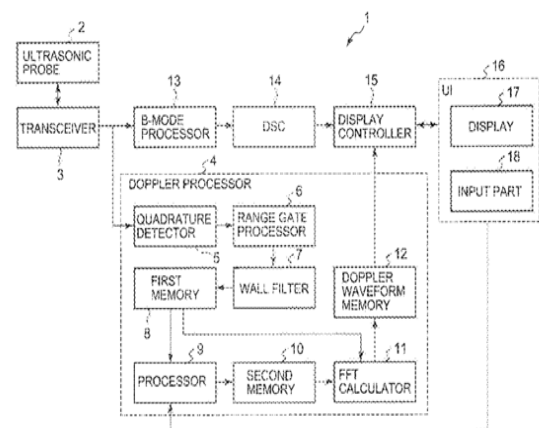 1
2
ULTRASONIC
PROBE
13
14
15
16
UI
17
TRANSCEIVER
B-MODE
PROCESSOR
DSC
DISPLAY
CONTROLLER
DISPLAY
3
18
INPUT PART
4
DOPPLER PROCESSOR
6
QUADRATURE
DETECTOR
RANGE GATE
PROCESSOR
5
7
12
FIRST
MEMORY
WALL FILTER
DOPPLER
WAVEFORM
MEMORY
8
9
10
11
PROCESSOR
SECOND
MEMORY
FFT
CALCULATOR